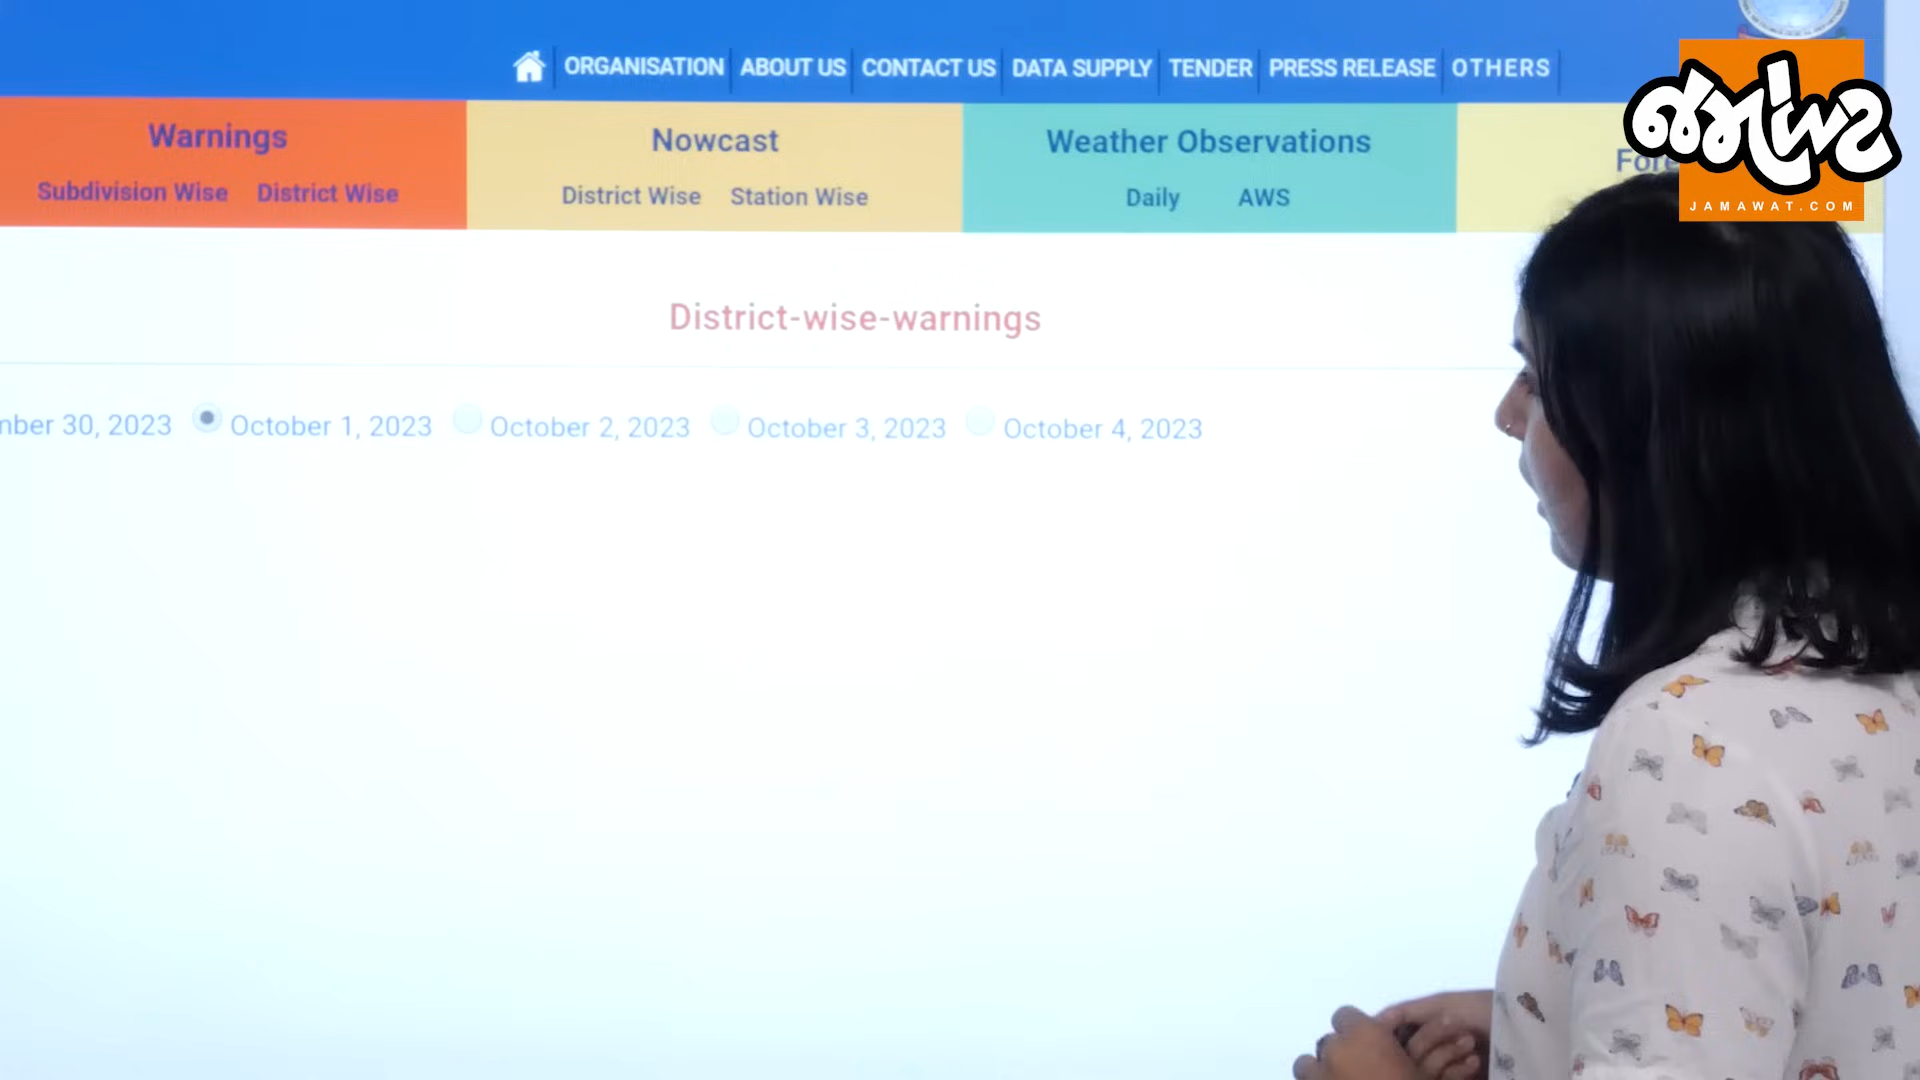 ORGANISATION ABOUT US CONTACT US DATA SUPPLY TENDER PRESS RELEASE OTHERS
Warnings
Subdivision Wise District Wise
Nowcast
District Wise Station Wise
Weather Observations
Daily AWS
જમાવટ
JAMAWAT.COM
District-wise-warnings
30, 2023 October 1, 2023 October 2, 2023 October 3, 2023 October 4, 2023